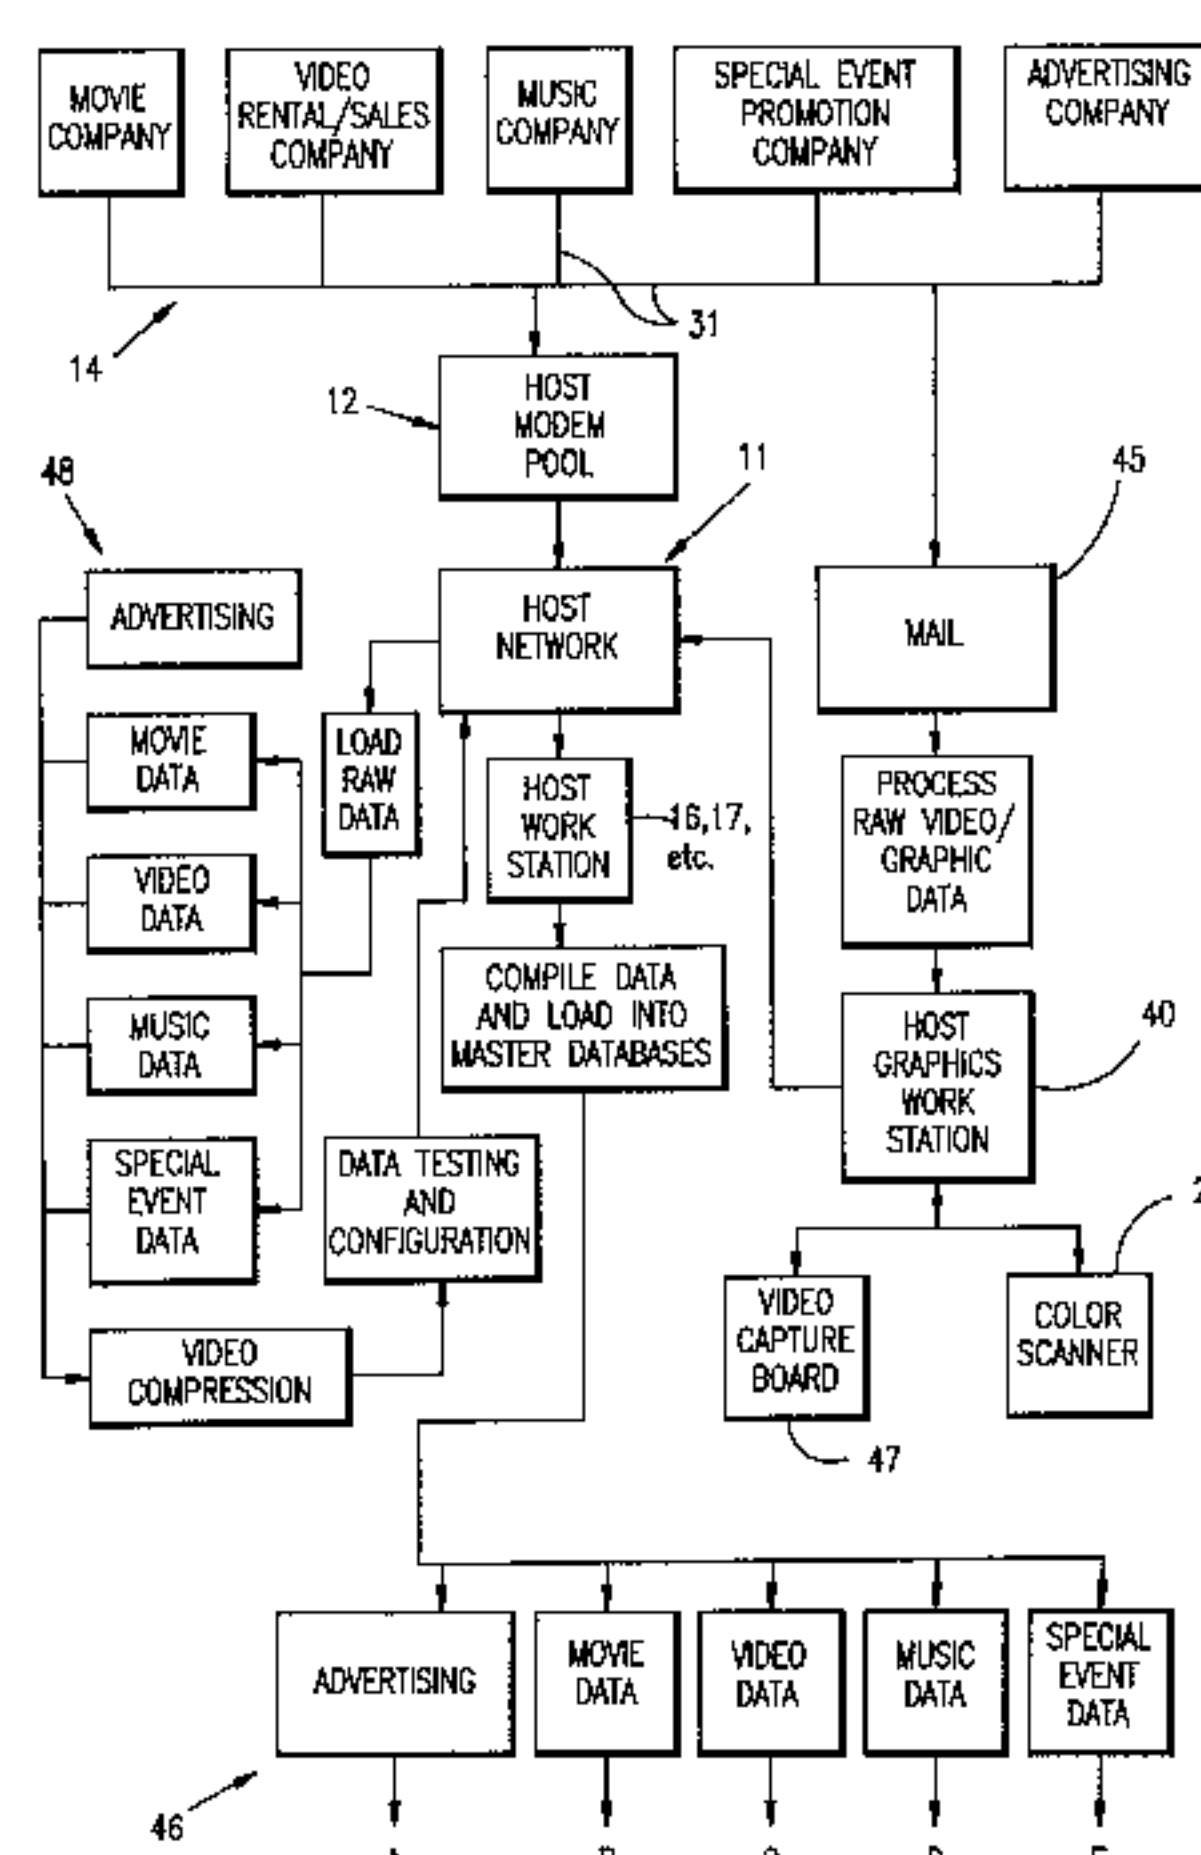 MOVIE
COMPANY
VIDEO
RENTAL/SALES
COMPANY
MUSIC
COMPANY
SPECIAL EVENT
PROMOTION
COMPANY
ADVERTISING
COMPANY
14
31
12
HOST
MODEM
POOL
48
11
45
ADVERTISING
HOST
NETWORK
MAIL
MOVIE
DATA
LOAD
RAW
DATA
HOST
WORK
STATION
16,17,
etc.
PROCESS
RAW VIDEO/
GRAPHIC
DATA
VIDEO
DATA
COMPILE DATA
AND LOAD INTO
MASTER DATABASES
MUSIC
DATA
HOST
GRAPHICS
WORK
STATION
40
SPECIAL
EVENT
DATA
DATA TESTING
AND
CONFIGURATION
VIDEO
COMPRESSION
VIDEO
CAPTURE
BOARD
COLOR
SCANNER
47
ADVERTISING
MOVIE
DATA
VIDEO
DATA
MUSIC
DATA
SPECIAL
EVENT
DATA
46